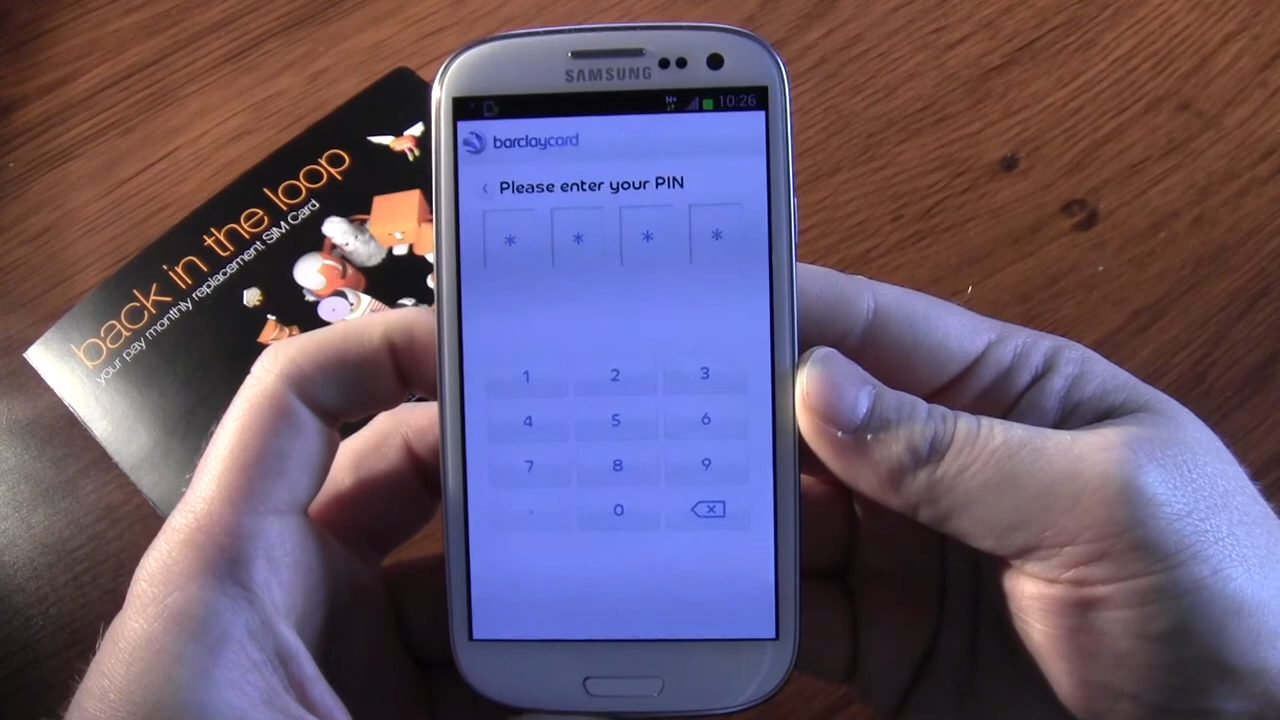 SAMSUNG
H+
10:26
barclaycard
Please enter your PIN
* * * *
1 2 3
4 5 6
7 8 9
. 0
back in the loop
your pay monthly replacement SIM Card